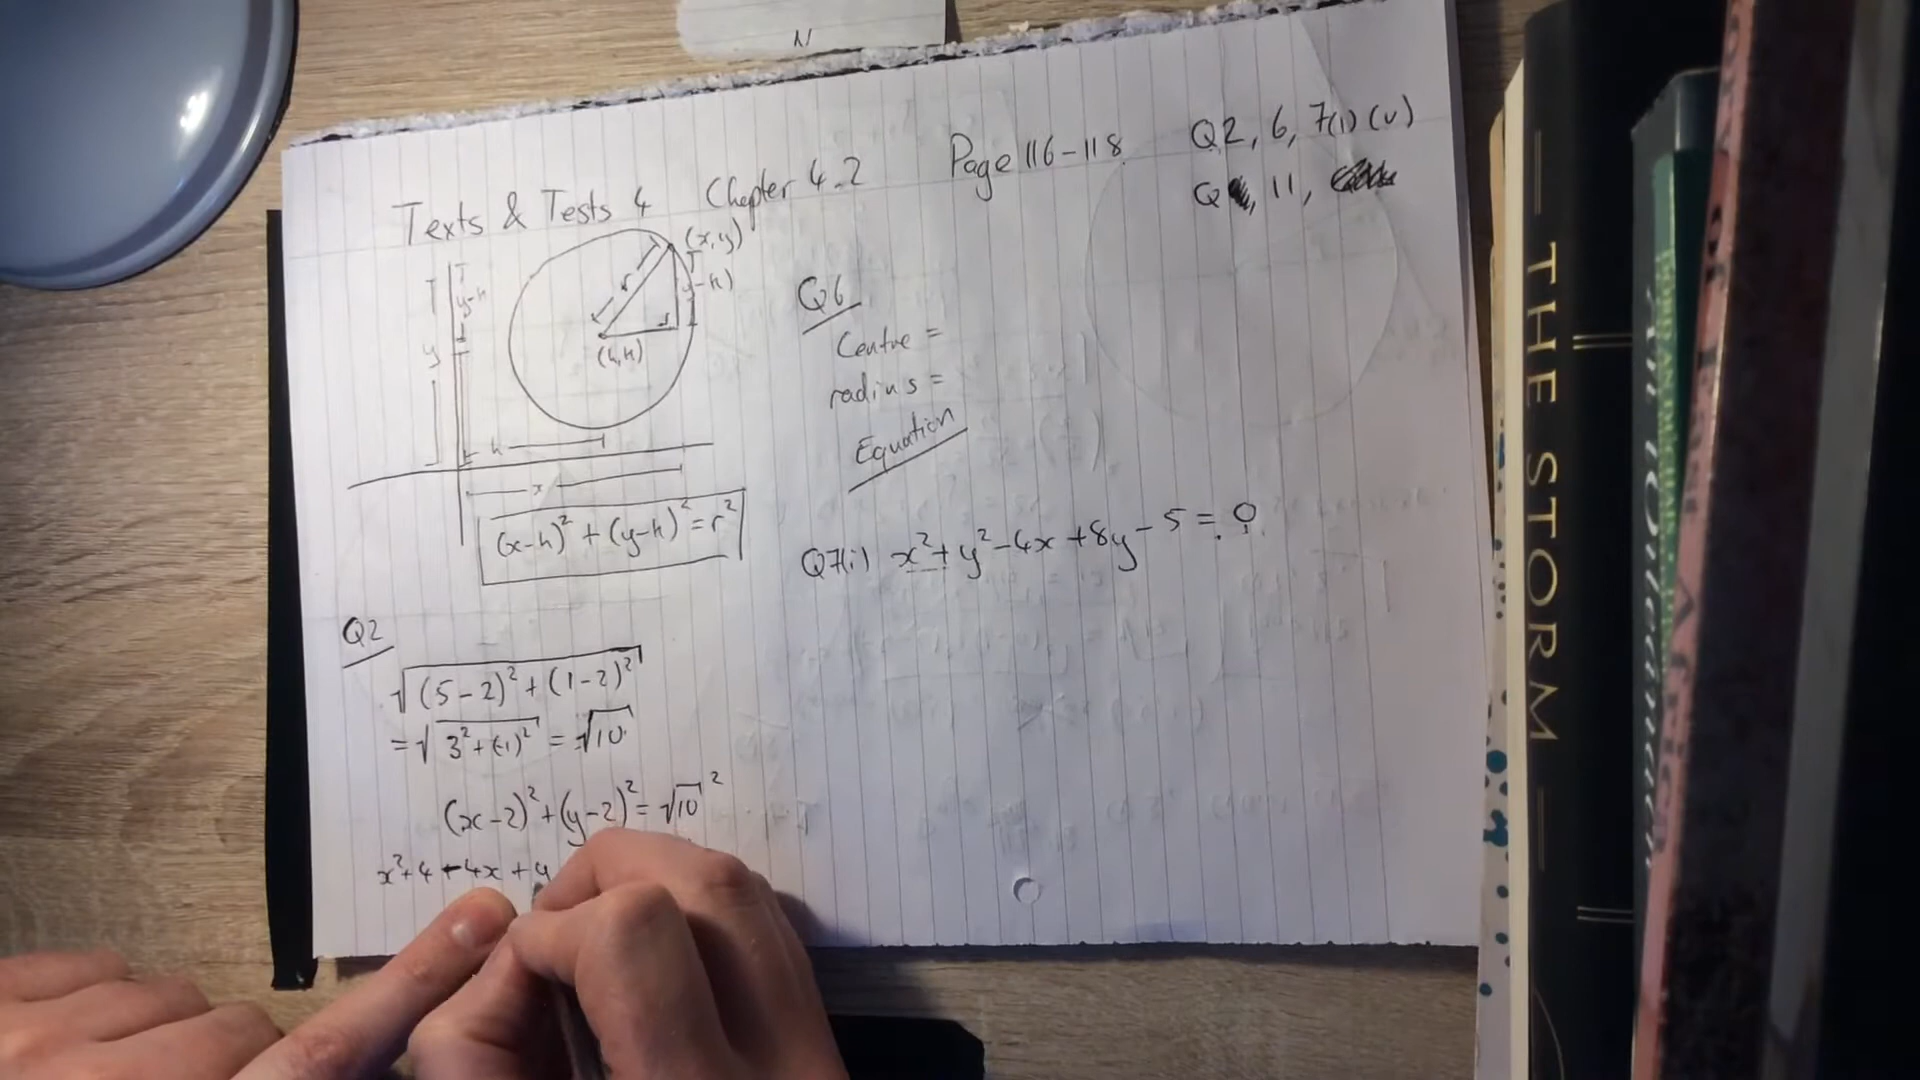 N
Texts & Tests 4 Chapter 4.2 Page 116-118 Q2, 6, 7(i) (v)
Q , 11,
(x,y)
r
y-k
(y-k)
y
(h,k)
h
x
(x-h)² + (y-k)² = r²
Q2
√(5-2)² + (1-2)²
= √3² + (-1)² = √10
(x-2)² + (y-2)² = √10 ²
x²+4-4x+y
Q6
Centre =
radius =
Equation
Q7(i) x²+y²-4x+8y-5=0
THE STORM